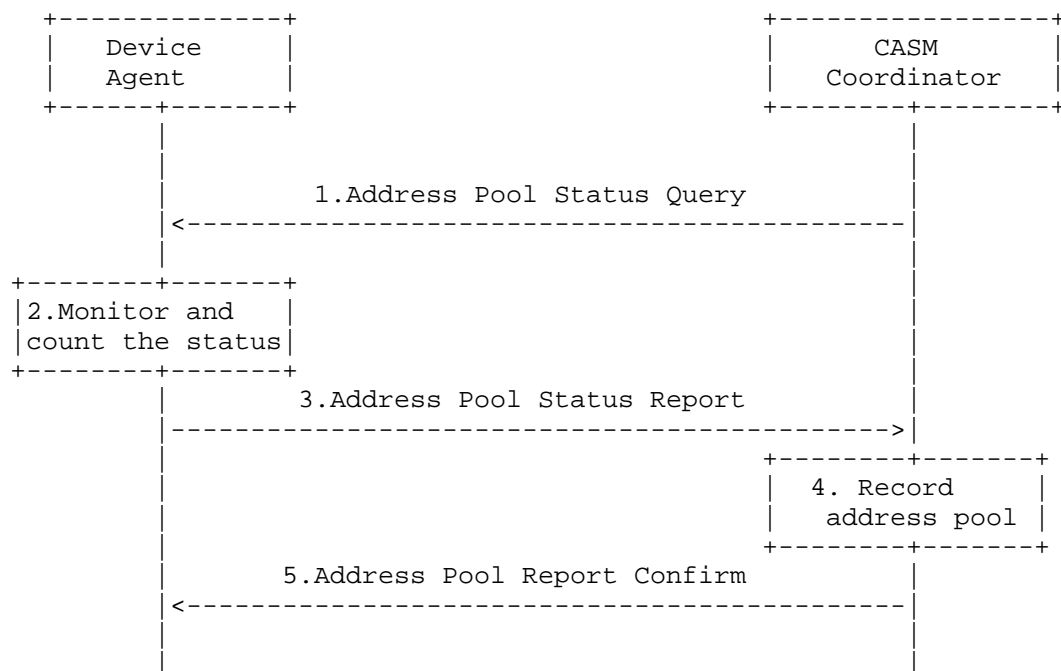 Device
CASM
Agent
Coordinator
1.Address Pool Status Query
2.Monitor and
count the status
3.Address Pool Status Report
4. Record
address pool
5.Address Pool Report Confirm